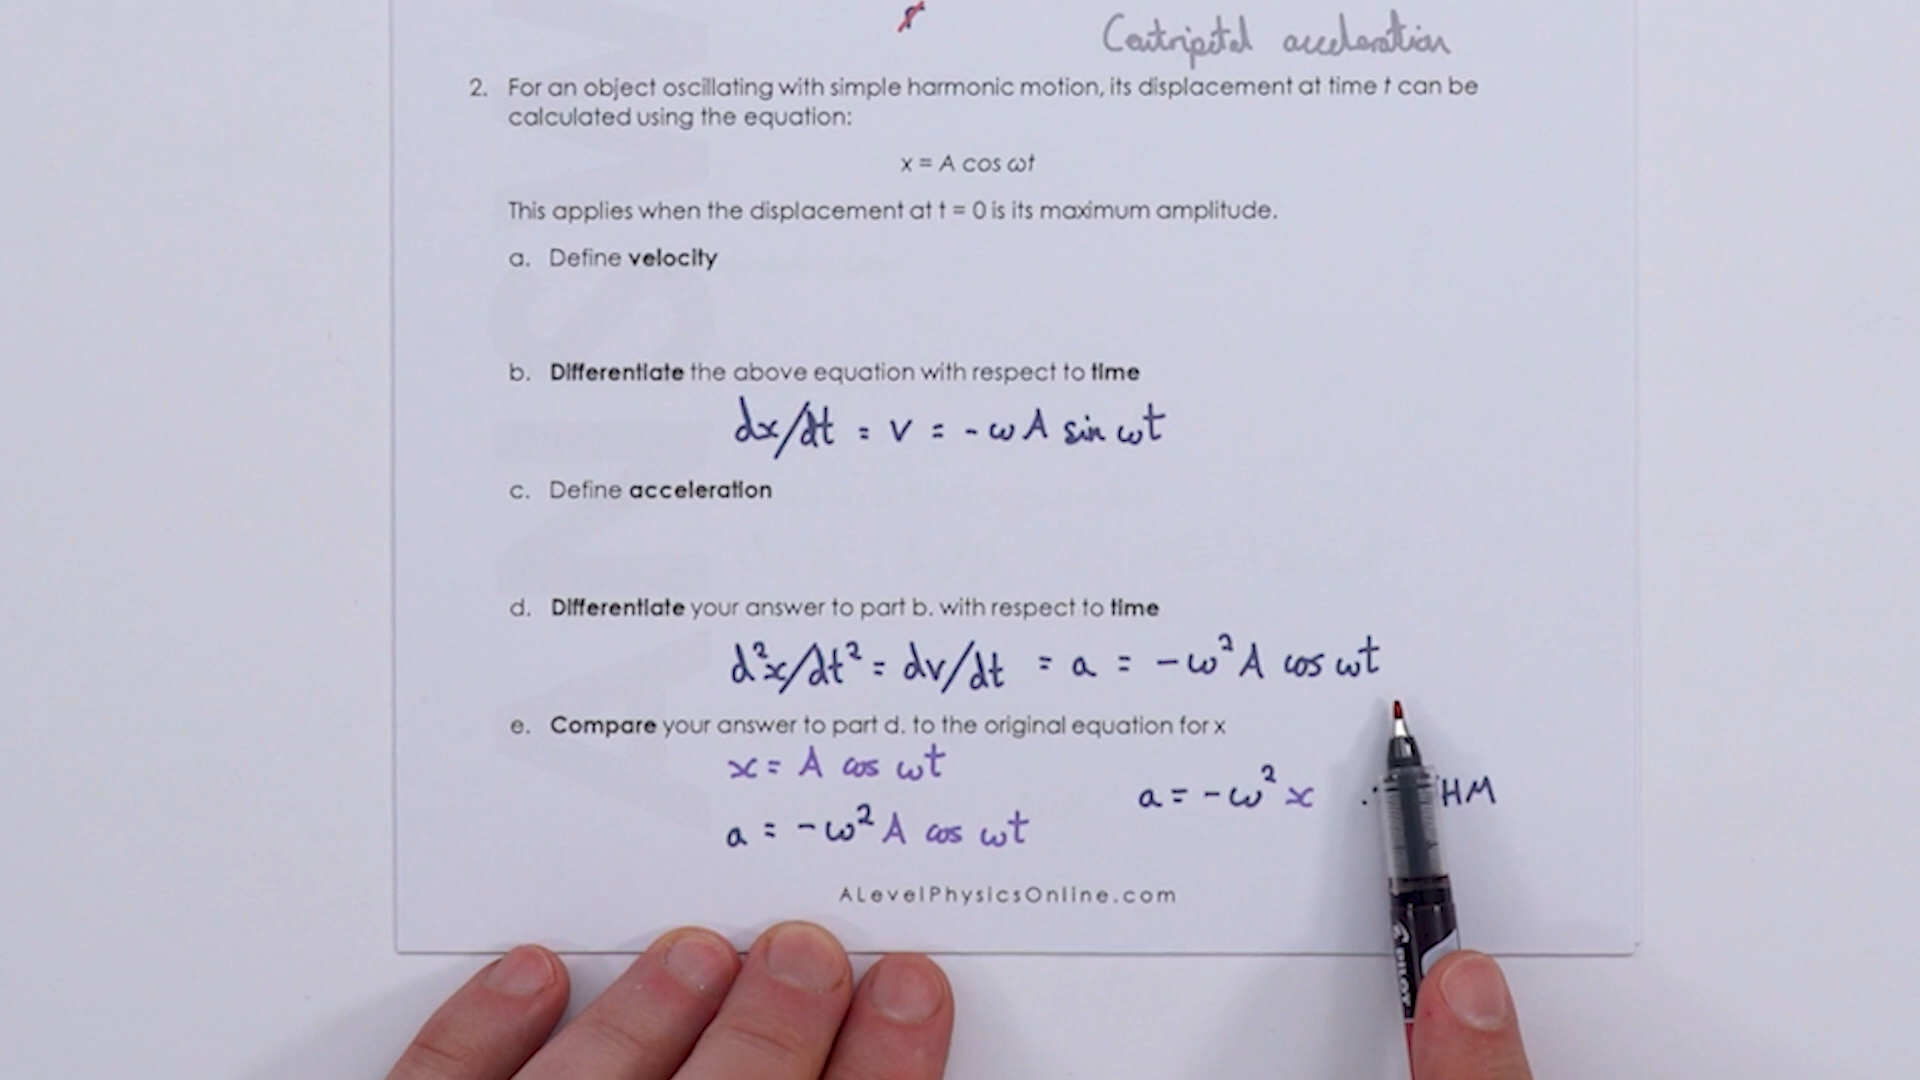 Centripetal acceleration
2. For an object oscillating with simple harmonic motion, its displacement at time t can be
calculated using the equation:
x = A cos ωt
This applies when the displacement at t = 0 is its maximum amplitude.
a. Define velocity
b. Differentiate the above equation with respect to time
dx/dt = v = -ωA sin ωt
c. Define acceleration
d. Differentiate your answer to part b. with respect to time
d²x/dt² = dv/dt = a = -ω²A cos ωt
e. Compare your answer to part d. to the original equation for x
x = A cos ωt
a = -ω²x HM
a = -ω²A cos ωt
ALevelPhysicsOnline.com